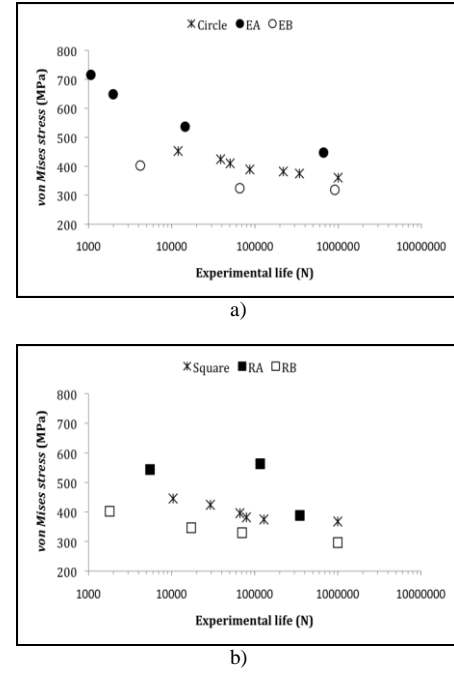 Circle EA EB
800
700
600
500
400
300
200
von Mises stress (MPa)
1000 10000 100000 1000000 10000000
Experimental life (N)
a)
Square RA RB
800
700
600
500
400
300
200
von Mises stress (MPa)
1000 10000 100000 1000000 10000000
Experimental life (N)
b)